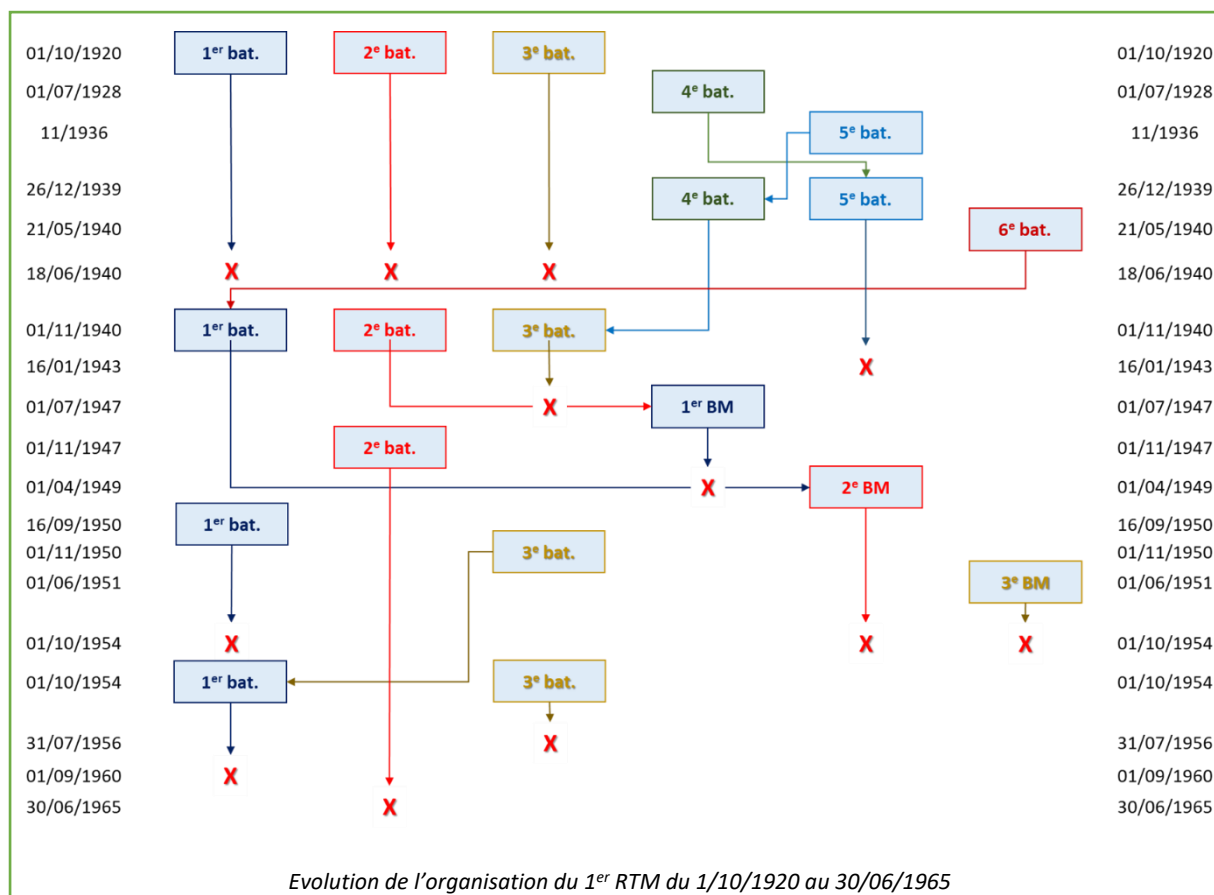 01/10/1920 1er bat. 2e bat. 3e bat. 01/10/1920
01/07/1928 4e bat. 01/07/1928
11/1936 5e bat. 11/1936
26/12/1939 4e bat. 5e bat. 26/12/1939
21/05/1940 6e bat. 21/05/1940
18/06/1940 X X X 18/06/1940
01/11/1940 1er bat. 2e bat. 3e bat. 01/11/1940
16/01/1943 X 16/01/1943
01/07/1947 X 1er BM 01/07/1947
01/11/1947 2e bat. 01/11/1947
01/04/1949 X 2e BM 01/04/1949
16/09/1950 1er bat. 16/09/1950
01/11/1950 3e bat. 01/11/1950
01/06/1951 3e BM 01/06/1951
01/10/1954 X X X 01/10/1954
01/10/1954 1er bat. 3e bat. 01/10/1954
31/07/1956 X 31/07/1956
01/09/1960 X 01/09/1960
30/06/1965 X 30/06/1965
Evolution de l'organisation du 1er RTM du 1/10/1920 au 30/06/1965